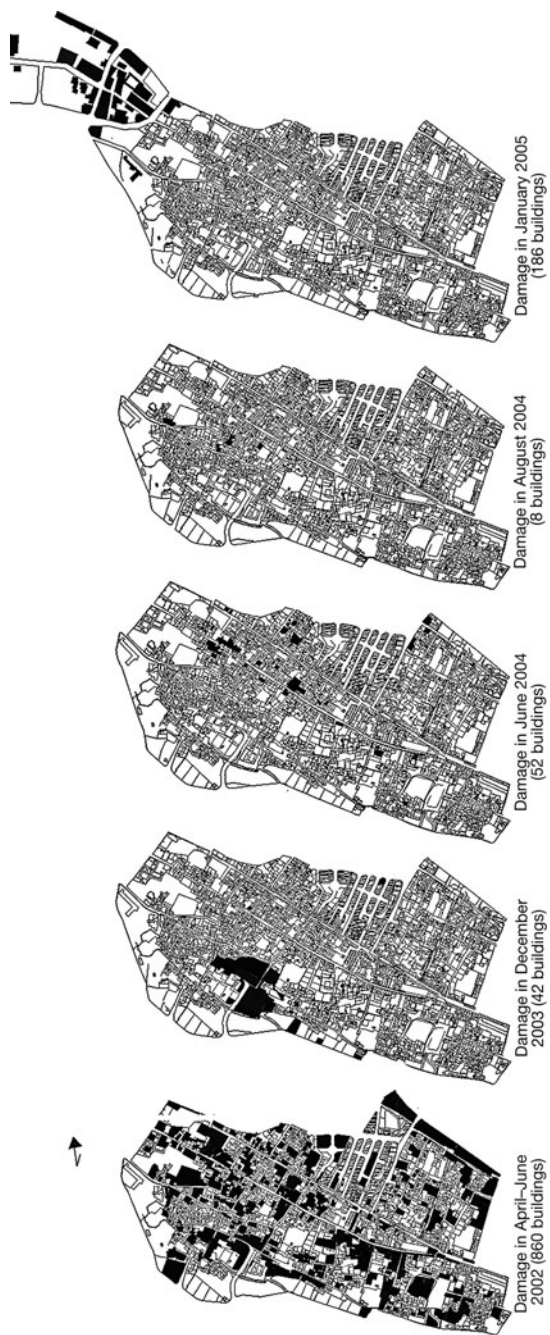 Damage in April–June
2002 (860 buildings)
Damage in December
2003 (42 buildings)
Damage in June 2004
(52 buildings)
Damage in August 2004
(8 buildings)
Damage in January 2005
(186 buildings)